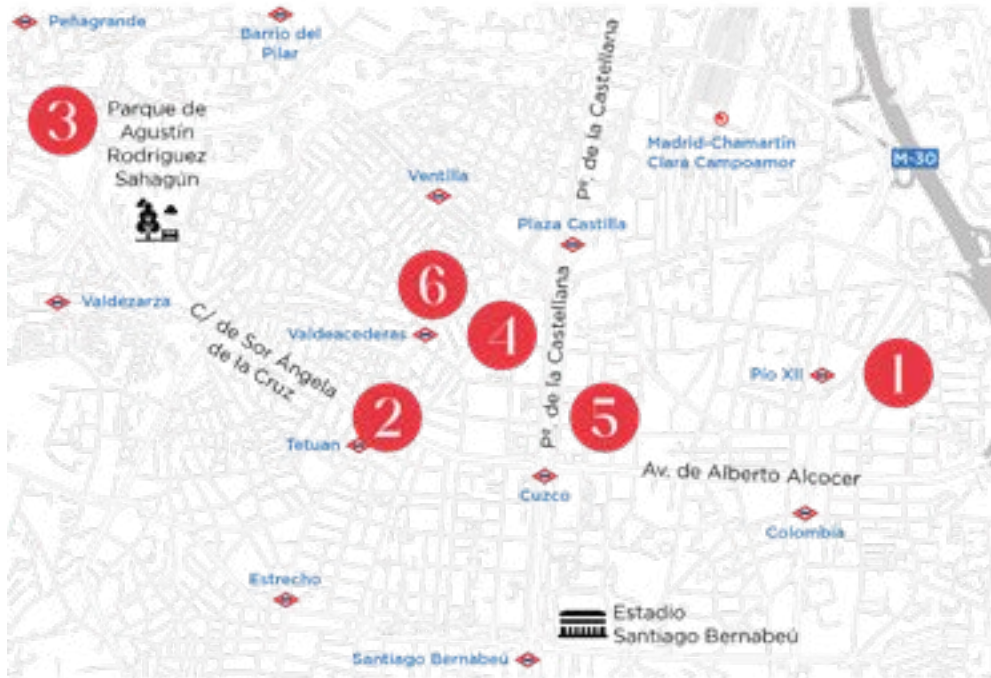 Peñagrande
Barrio del
Pilar
3
Parque de
Agustín
Rodriguez
Sahagún
Pº. de la Castellana
Madrid-Chamartín
Clara Campoamor
M-30
Ventilla
Plaza Castilla
6
Valdezarza
C/ de Sor Ángela
de la Cruz
Valdeacederas
4
Pº. de la Castellana
Pio XII
1
2
5
Tetuan
Cuzco
Av. de Alberto Alcocer
Colombia
Estrecho
Estadio
Santiago Bernabeú
Santiago Bernabeú